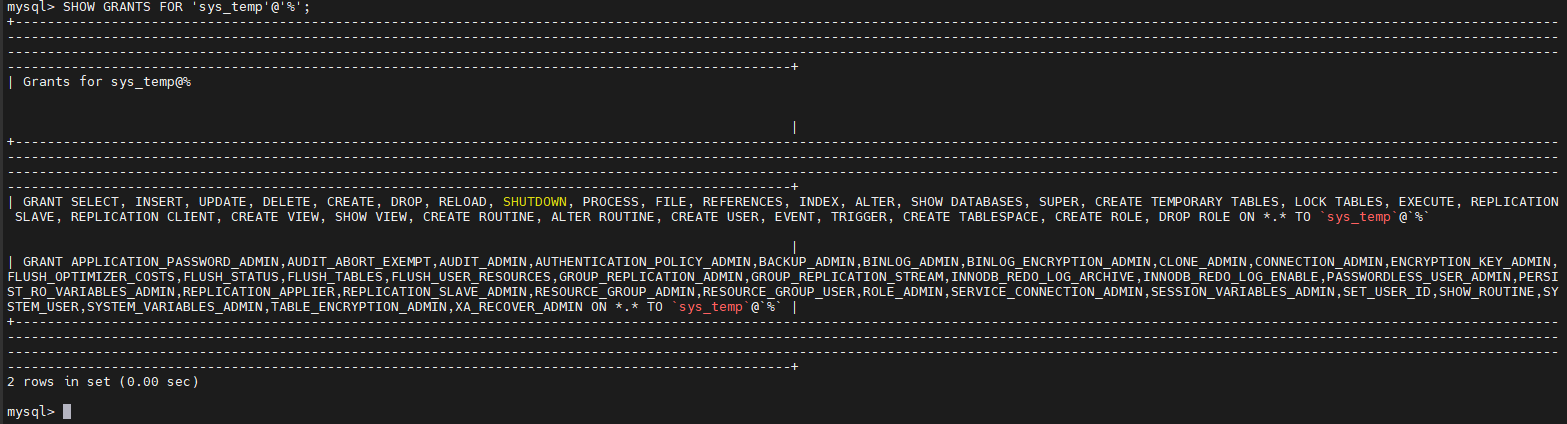 mysql> SHOW GRANTS FOR 'sys_temp'@'%';
| Grants for sys_temp@%
|
| GRANT SELECT, INSERT, UPDATE, DELETE, CREATE, DROP, RELOAD, SHUTDOWN, PROCESS, FILE, REFERENCES, INDEX, ALTER, SHOW DATABASES, SUPER, CREATE TEMPORARY TABLES, LOCK TABLES, EXECUTE, REPLICATION
SLAVE, REPLICATION CLIENT, CREATE VIEW, SHOW VIEW, CREATE ROUTINE, ALTER ROUTINE, CREATE USER, EVENT, TRIGGER, CREATE TABLESPACE, CREATE ROLE, DROP ROLE ON *.* TO `sys_temp`@`%`
|
| GRANT APPLICATION_PASSWORD_ADMIN,AUDIT_ABORT_EXEMPT,AUDIT_ADMIN,AUTHENTICATION_POLICY_ADMIN,BACKUP_ADMIN,BINLOG_ADMIN,BINLOG_ENCRYPTION_ADMIN,CLONE_ADMIN,CONNECTION_ADMIN,ENCRYPTION_KEY_ADMIN,
FLUSH_OPTIMIZER_COSTS,FLUSH_STATUS,FLUSH_TABLES,FLUSH_USER_RESOURCES,GROUP_REPLICATION_ADMIN,GROUP_REPLICATION_STREAM,INNODB_REDO_LOG_ARCHIVE,INNODB_REDO_LOG_ENABLE,PASSWORDLESS_USER_ADMIN,PERSI
ST_RO_VARIABLES_ADMIN,REPLICATION_APPLIER,REPLICATION_SLAVE_ADMIN,RESOURCE_GROUP_ADMIN,RESOURCE_GROUP_USER,ROLE_ADMIN,SERVICE_CONNECTION_ADMIN,SESSION_VARIABLES_ADMIN,SET_USER_ID,SHOW_ROUTINE,SY
STEM_USER,SYSTEM_VARIABLES_ADMIN,TABLE_ENCRYPTION_ADMIN,XA_RECOVER_ADMIN ON *.* TO `sys_temp`@`%` |
2 rows in set (0.00 sec)
mysql>